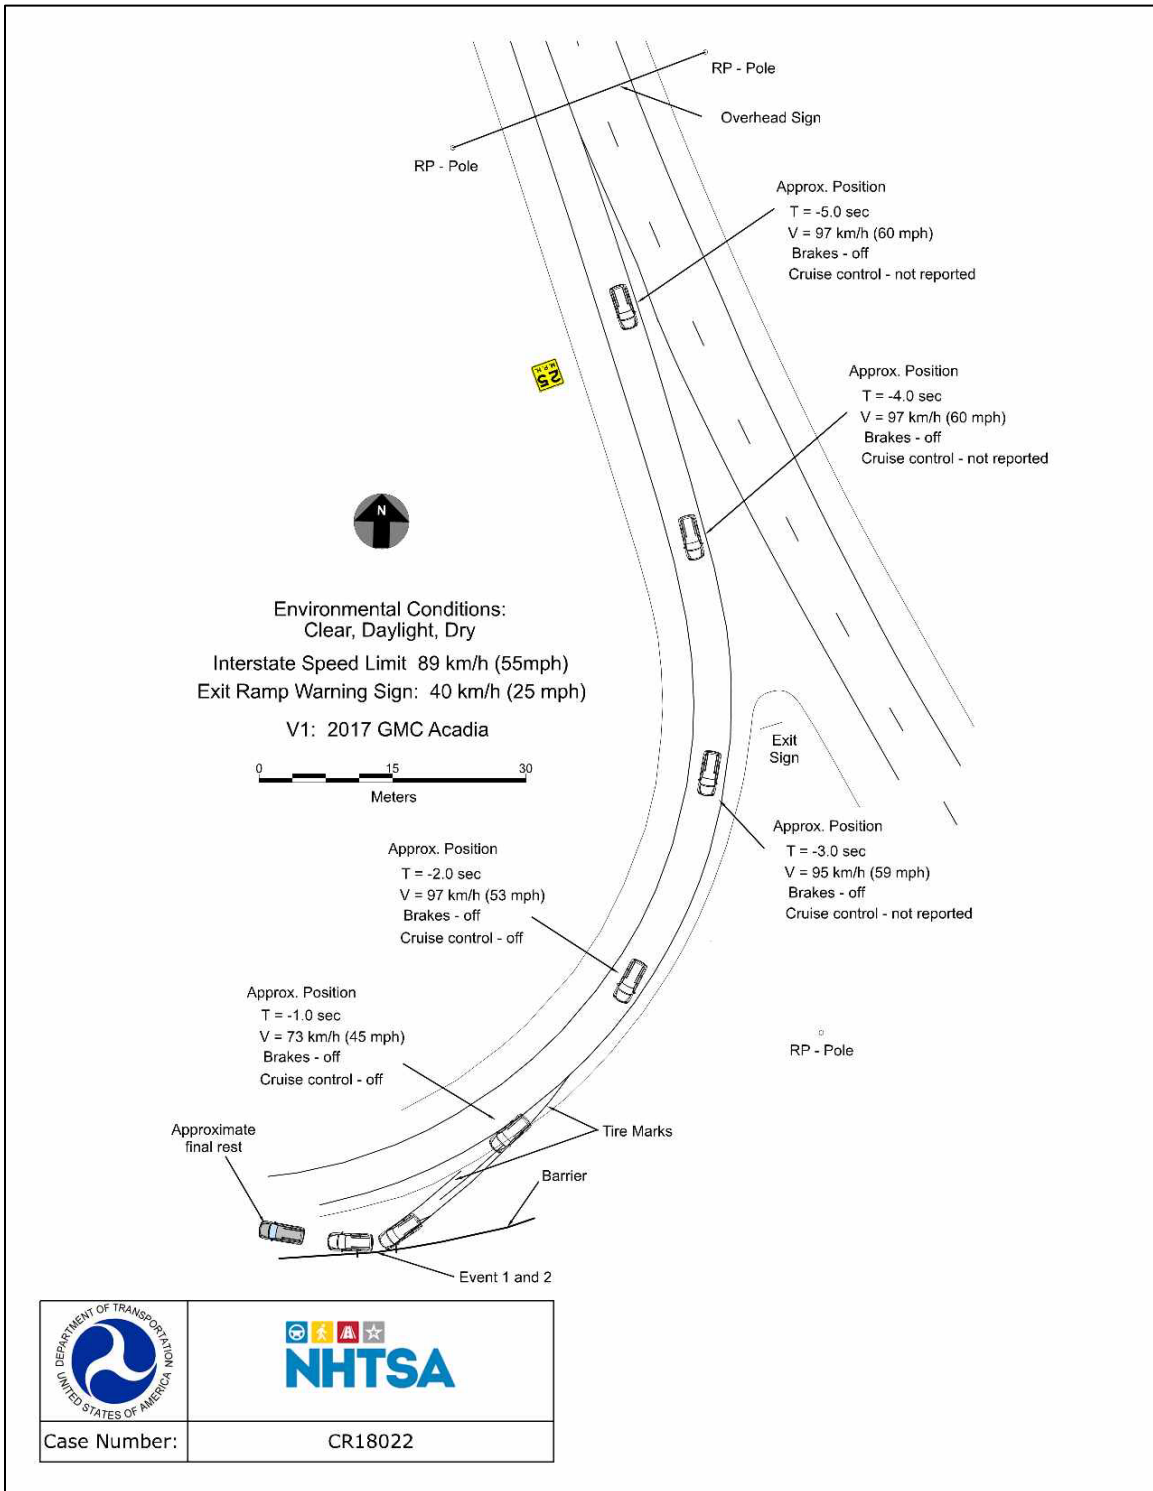 RP - Pole
Overhead Sign
RP - Pole
Approx. Position
T = -5.0 sec
V = 97 km/h (60 mph)
Brakes - off
Cruise control - not reported
25
M. P. H.
Approx. Position
T = -4.0 sec
V = 97 km/h (60 mph)
Brakes - off
Cruise control - not reported
N
Environmental Conditions:
Clear, Daylight, Dry
Interstate Speed Limit 89 km/h (55mph)
Exit Ramp Warning Sign: 40 km/h (25 mph)
V1: 2017 GMC Acadia
0 15 30
Meters
Exit
Sign
Approx. Position
T = -3.0 sec
V = 95 km/h (59 mph)
Brakes - off
Cruise control - not reported
Approx. Position
T = -2.0 sec
V = 97 km/h (53 mph)
Brakes - off
Cruise control - off
Approx. Position
T = -1.0 sec
V = 73 km/h (45 mph)
Brakes - off
Cruise control - off
RP - Pole
Approximate
final rest
Tire Marks
Barrier
Event 1 and 2
DEPARTMENT OF TRANSPORTATION
UNITED STATES OF AMERICA
NHTSA
Case Number: CR18022